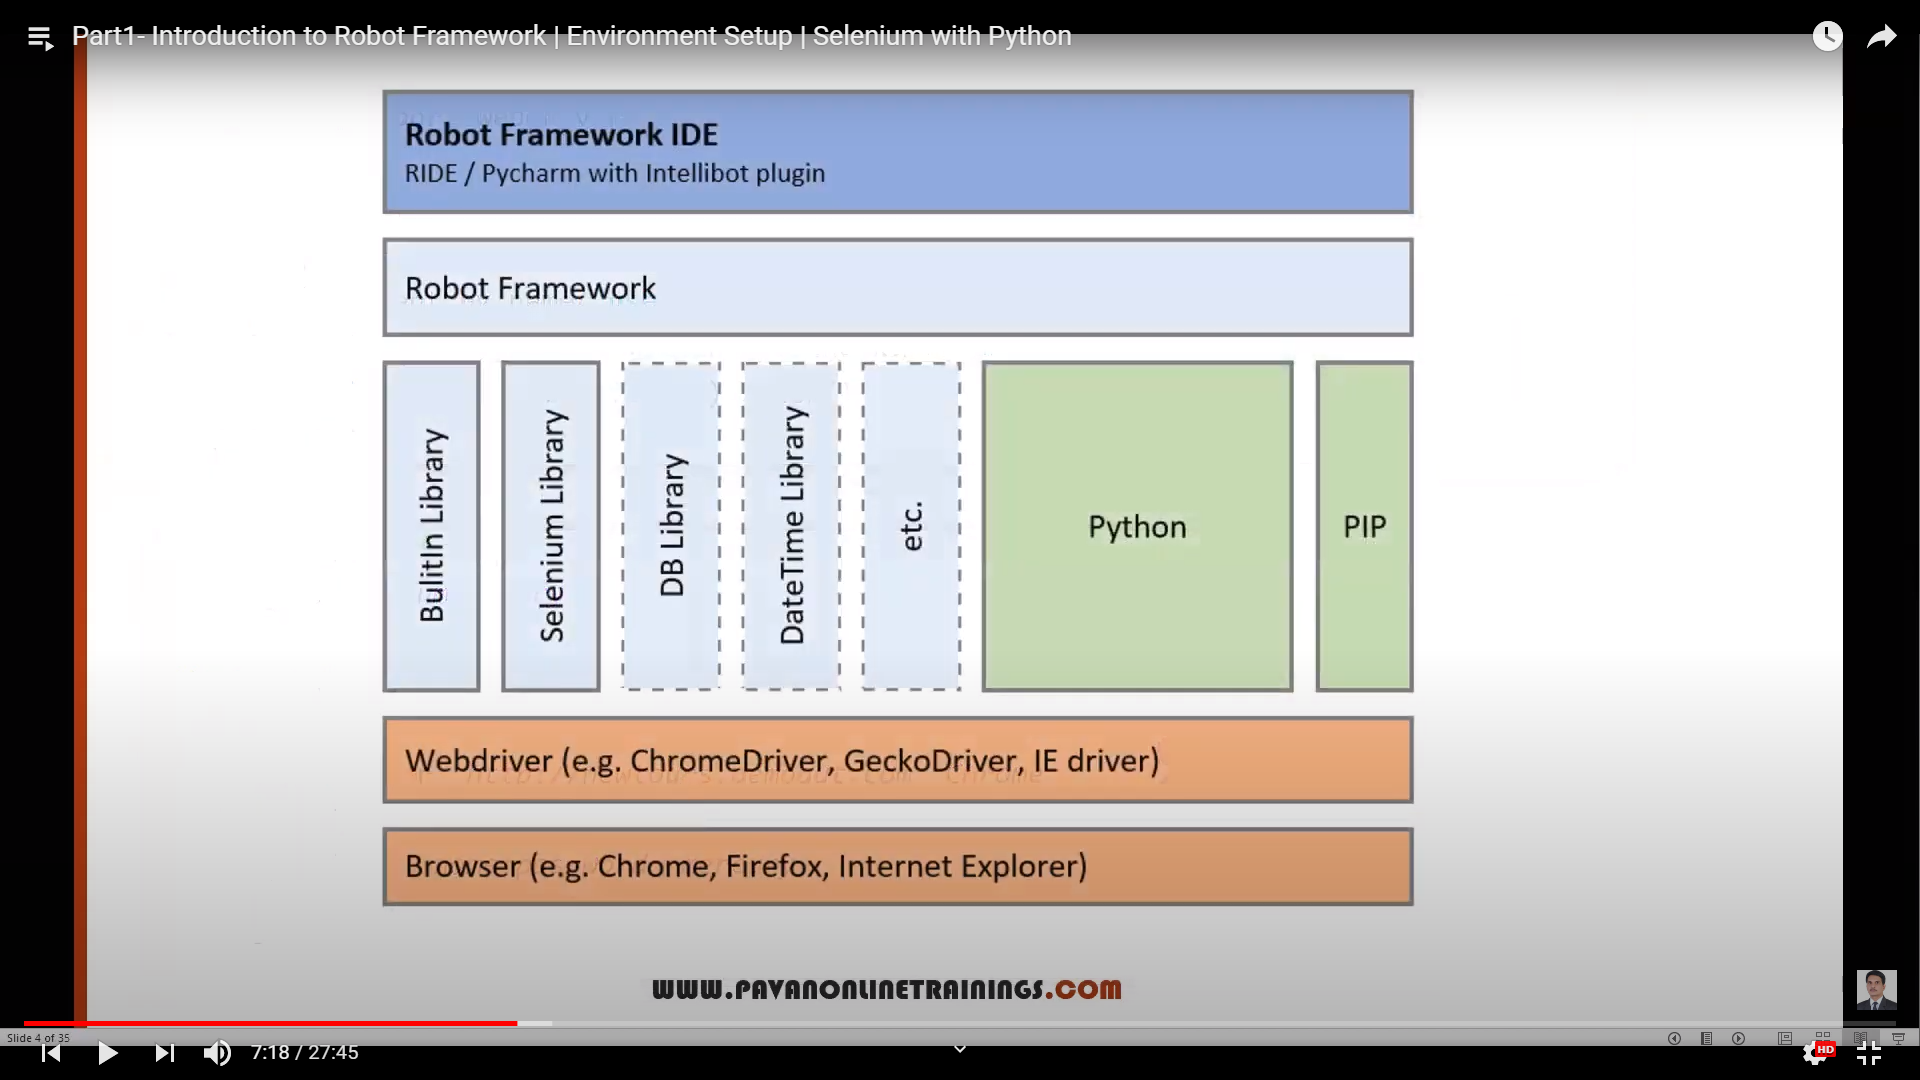 Part1- Introduction to Robot Framework | Environment Setup | Selenium with Python
Robot Framework IDE
RIDE / Pycharm with Intellibot plugin
Robot Framework
BulitIn Library
Selenium Library
DB Library
DateTime Library
etc.
Python
PIP
Webdriver (e.g. ChromeDriver, GeckoDriver, IE driver)
Browser (e.g. Chrome, Firefox, Internet Explorer)
WWW.PAVANONLINETRAININGS.COM
Slide 4 of 35
7:18 / 27:45
HD